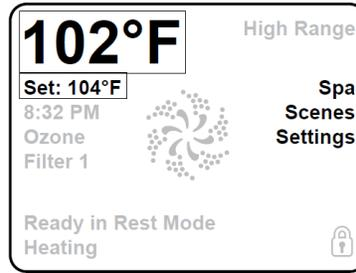 102°F
High Range
Set: 104°F
8:32 PM
Ozone
Filter 1
Spa
Scenes
Settings
Ready in Rest Mode
Heating